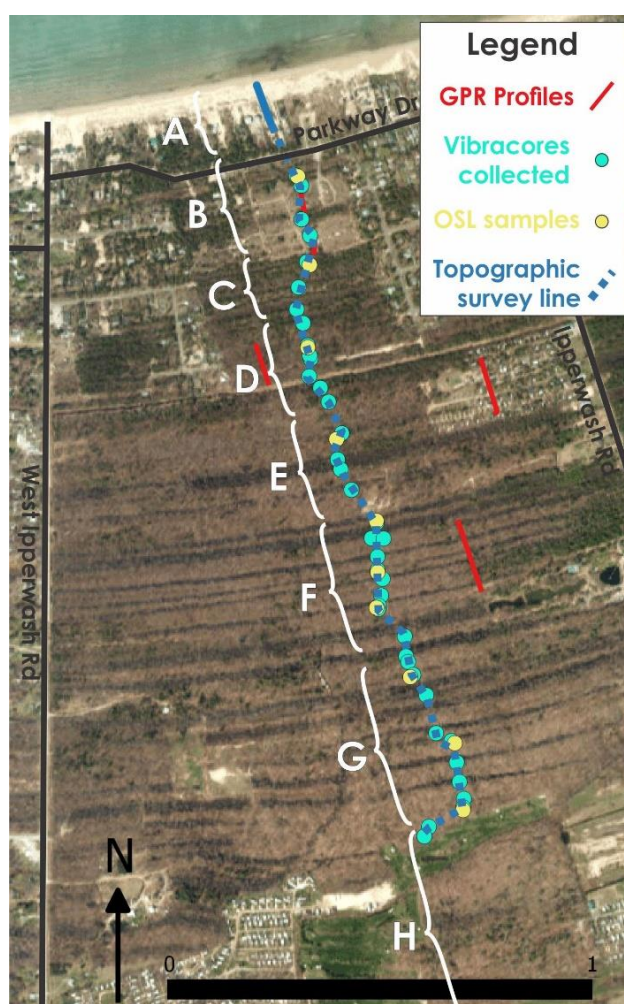 Legend
GPR Profiles
Vibracores
collected
OSL samples
Topographic
survey line
Parkway Dr
A
B
C
D
E
F
G
H
Ipperwash Rd
West Ipperwash Rd
N
0
1